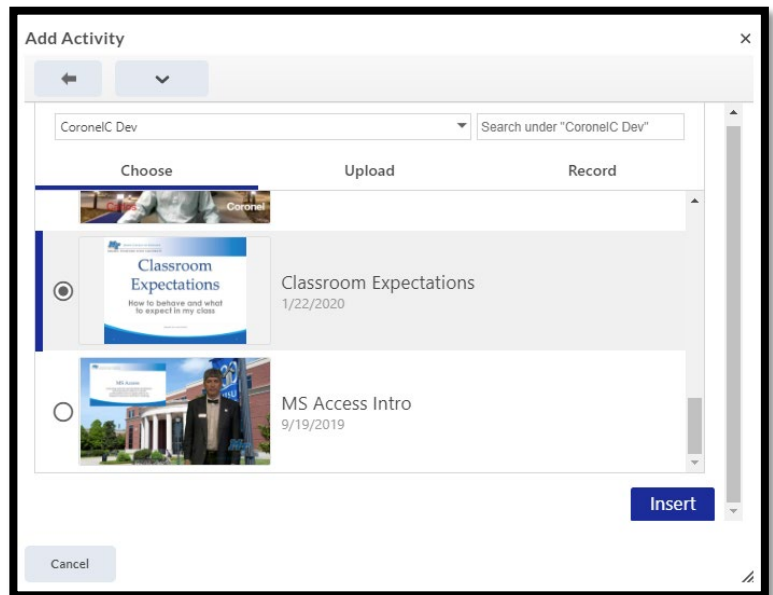 Add Activity
CoronelC Dev
Search under "CoronelC Dev"
Choose
Upload
Record
Coronel
Classroom
Expectations
How to behave and what
to expect in my class
Classroom Expectations
1/22/2020
MS Access
MS Access Intro
9/19/2019
Insert
Cancel